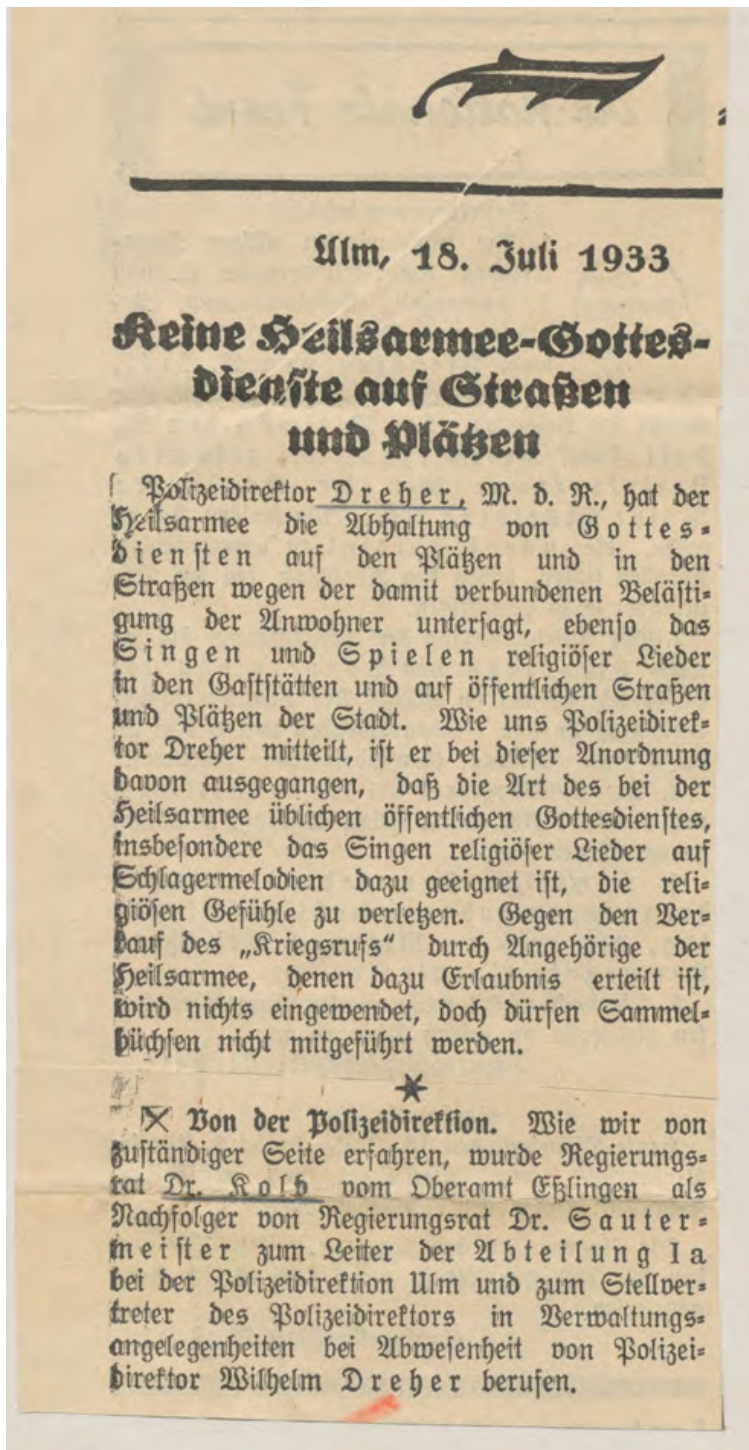 Ulm, 18. Juli 1933
Keine Heilsarmee-Gottes-
dienste auf Straßen
und Plätzen
Polizeidirektor Dreher, M. d. R., hat der
Heilsarmee die Abhaltung von Gottes-
diensten auf den Plätzen und in den
Straßen wegen der damit verbundenen Belästi-
gung der Anwohner untersagt, ebenso das
Singen und Spielen religiöser Lieder
in den Gaststätten und auf öffentlichen Straßen
und Plätzen der Stadt. Wie uns Polizeidirek-
tor Dreher mitteilt, ist er bei dieser Anordnung
davon ausgegangen, daß die Art des bei der
Heilsarmee üblichen öffentlichen Gottesdienstes,
insbesondere das Singen religiöser Lieder auf
Schlagermelodien dazu geeignet ist, die reli-
giösen Gefühle zu verletzen. Gegen den Ver-
kauf des „Kriegsrufs“ durch Angehörige der
Heilsarmee, denen dazu Erlaubnis erteilt ist,
wird nichts eingewendet, doch dürfen Sammel-
büchsen nicht mitgeführt werden.
*
Von der Polizeidirektion. Wie wir von
zuständiger Seite erfahren, wurde Regierungs-
rat Dr. Kolb vom Oberamt Eßlingen als
Nachfolger von Regierungsrat Dr. Sauter-
meister zum Leiter der Abteilung Ia
bei der Polizeidirektion Ulm und zum Stellver-
treter des Polizeidirektors in Verwaltungs-
angelegenheiten bei Abwesenheit von Polizei-
direktor Wilhelm Dreher berufen.